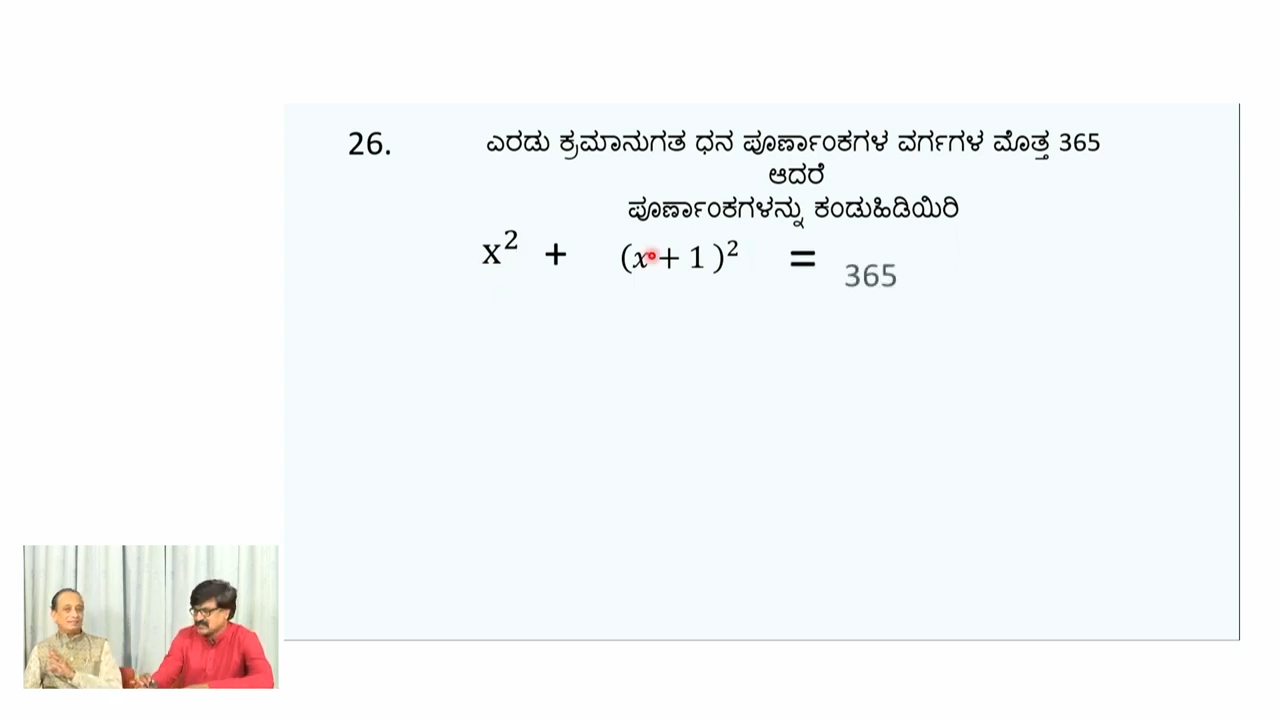 26. ಎರಡು ಕ್ರಮಾನುಗತ ಧನ ಪೂರ್ಣಾಂಕಗಳ ವರ್ಗಗಳ ಮೊತ್ತ 365
ಆದರೆ
ಪೂರ್ಣಾಂಕಗಳನ್ನು ಕಂಡುಹಿಡಿಯಿರಿ
x² + (x + 1 )² = 365